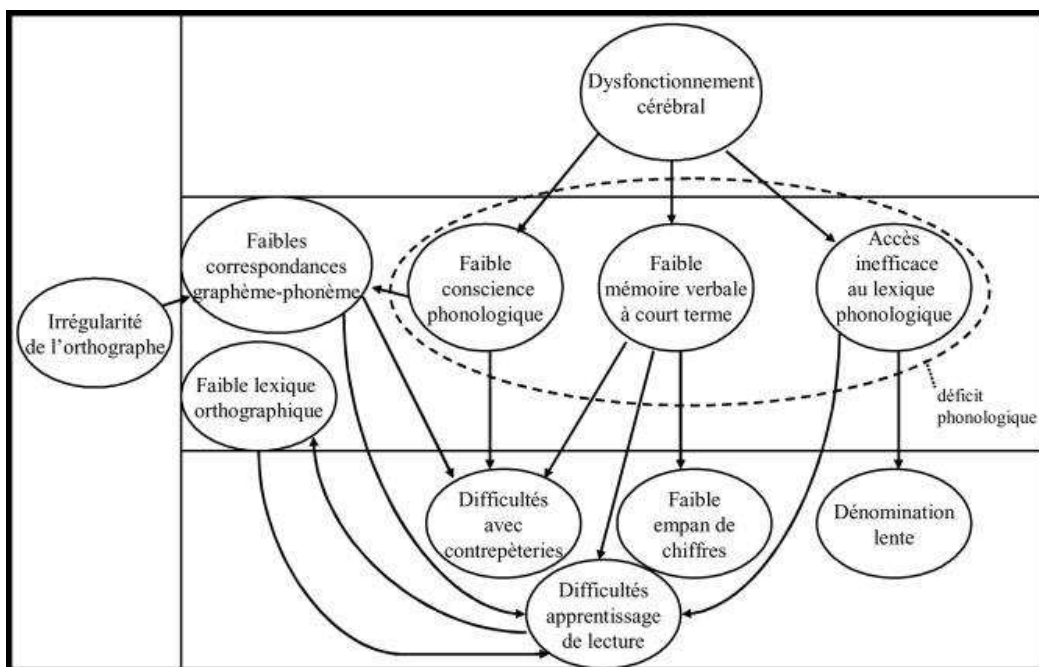 Dysfonctionnement
cérébral
Faibles
correspondances
graphème-phonème
Faible
conscience
phonologique
Faible
mémoire verbale
à court terme
Accès
inefficace
au lexique
phonologique
Irrégularité
de l'orthographe
Faible lexique
orthographique
déficit
phonologique
Difficultés
avec
contrepèteries
Faible
empan de
chiffres
Dénomination
lente
Difficultés
apprentissage
de lecture